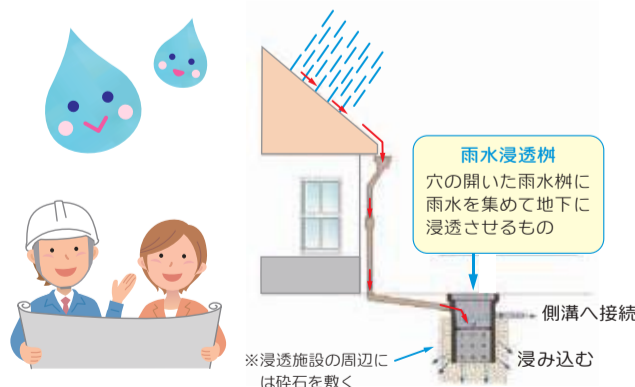 雨水浸透桝
穴の開いた雨水桝に
雨水を集めて地下に
浸透させるもの
側溝へ接続
浸み込む
※浸透施設の周辺に
は砕石を敷く